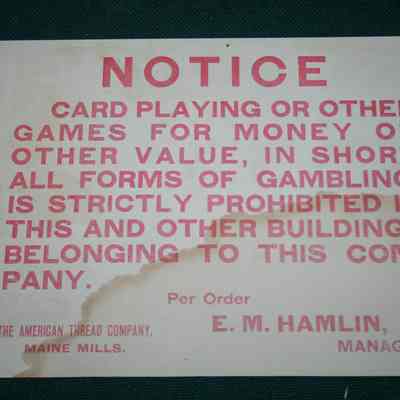 NOTICE
CARD PLAYING OR OTHE
GAMES FOR MONEY O
OTHER VALUE, IN SHOR
ALL FORMS OF GAMBLING
IS STRICTLY PROHIBITED I
THIS AND OTHER BUILDING
BELONGING TO THIS COM
PANY.
Per Order
THE AMERICAN THREAD COMPANY.
E. M. HAMLIN,
MAINE MILLS.
MANAG